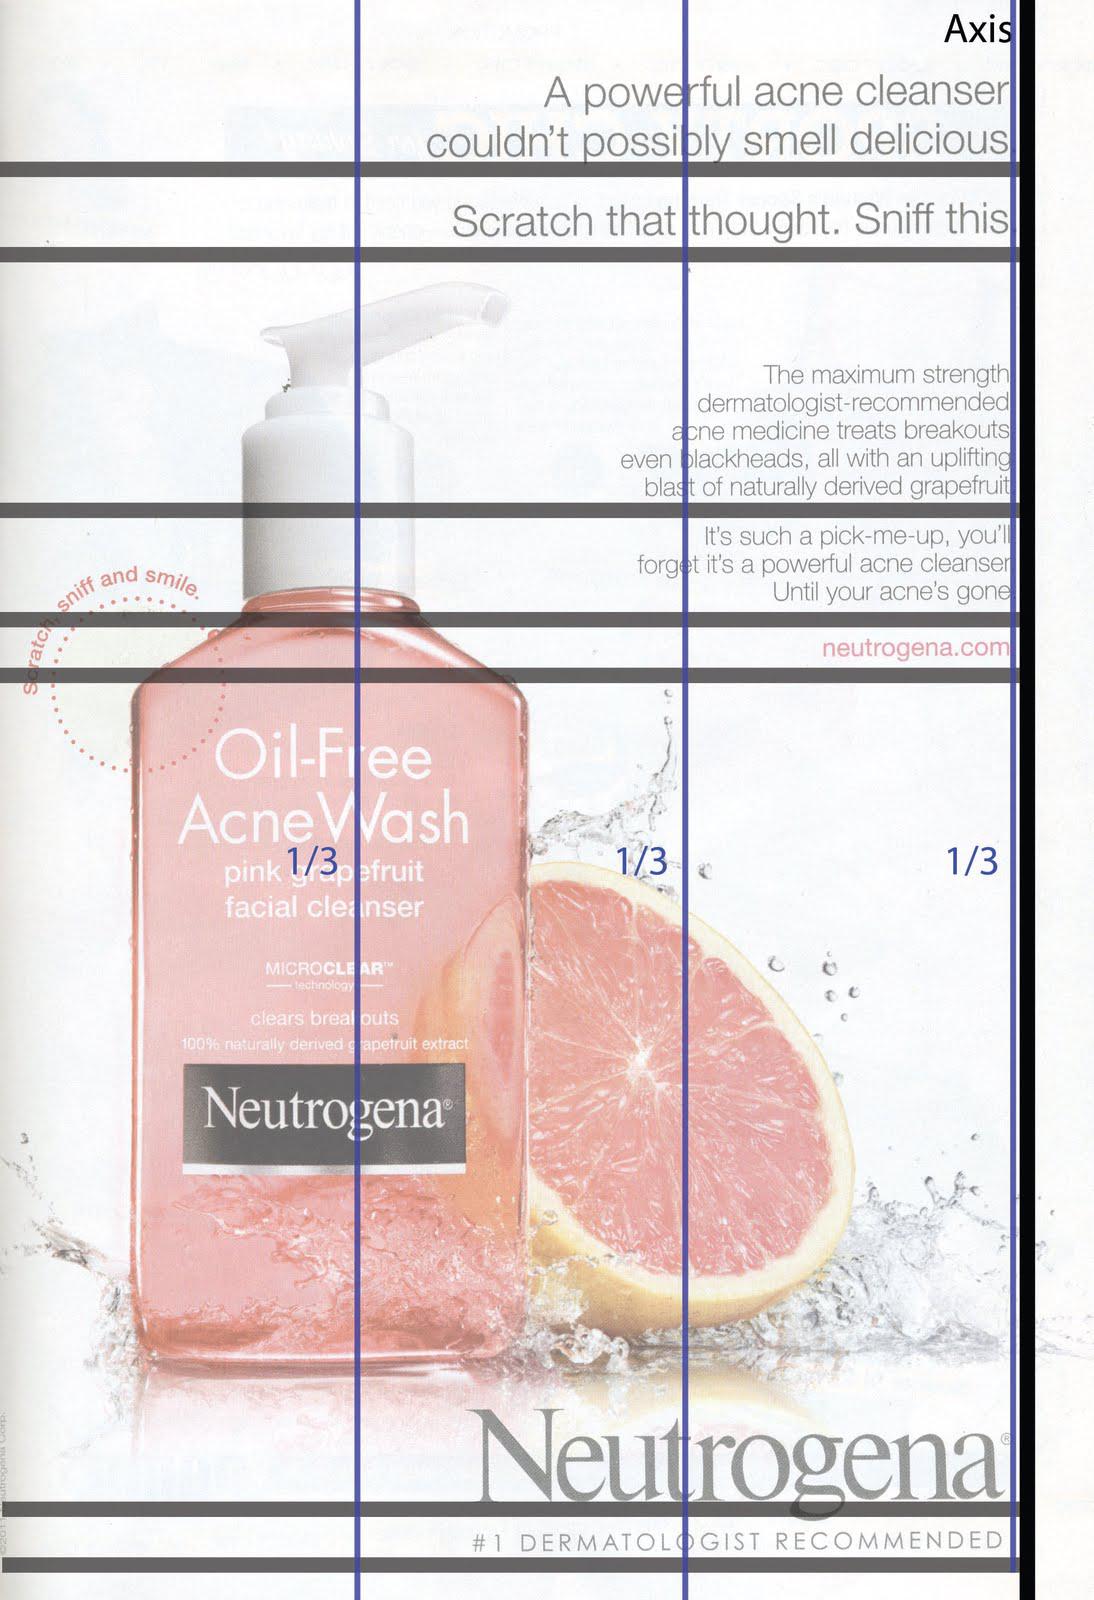 Axis
A powerful acne cleanser
couldn't possibly smell delicious.
Scratch that thought. Sniff this.
The maximum strength
dermatologist-recommended
acne medicine treats breakouts
even blackheads, all with an uplifting
blast of naturally derived grapefruit
It's such a pick-me-up, you'll
forget it's a powerful acne cleanser
Until your acne's gone
neutrogena.com
Scratch, sniff and smile.
Oil-Free
AcneWash
pink grapefruit
facial cleanser
1/3
1/3
1/3
MICROCLEAR™
technology
clears breakouts
100% naturally derived grapefruit extract
Neutrogena®
Neutrogena®
#1 DERMATOLOGIST RECOMMENDED
Neutrogena Corp.